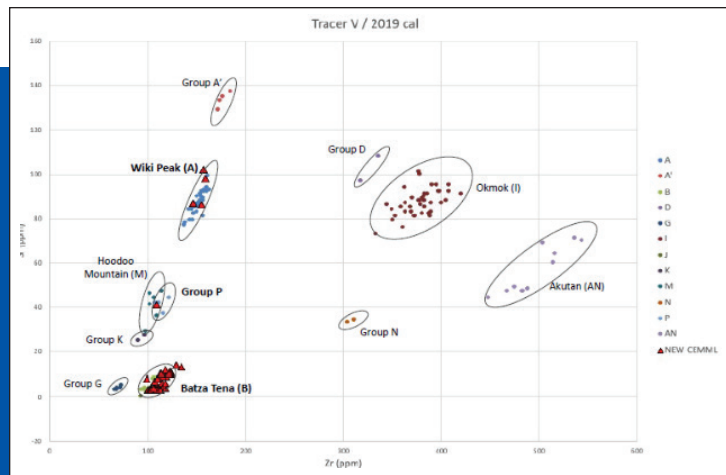 Tracer V / 2019 cal
160
140
120
100
80
60
40
20
0
-20
0
100
200
300
400
500
600
Zr (ppm)
Sr (ppm)
Group A'
Wiki Peak (A)
Group D
Okmok (I)
Hoodoo
Mountain (M)
Group P
Akutan (AN)
Group K
Group N
Group G
Batza Tena (B)
A
A'
B
D
G
I
J
K
M
N
P
AN
NEW CEMML